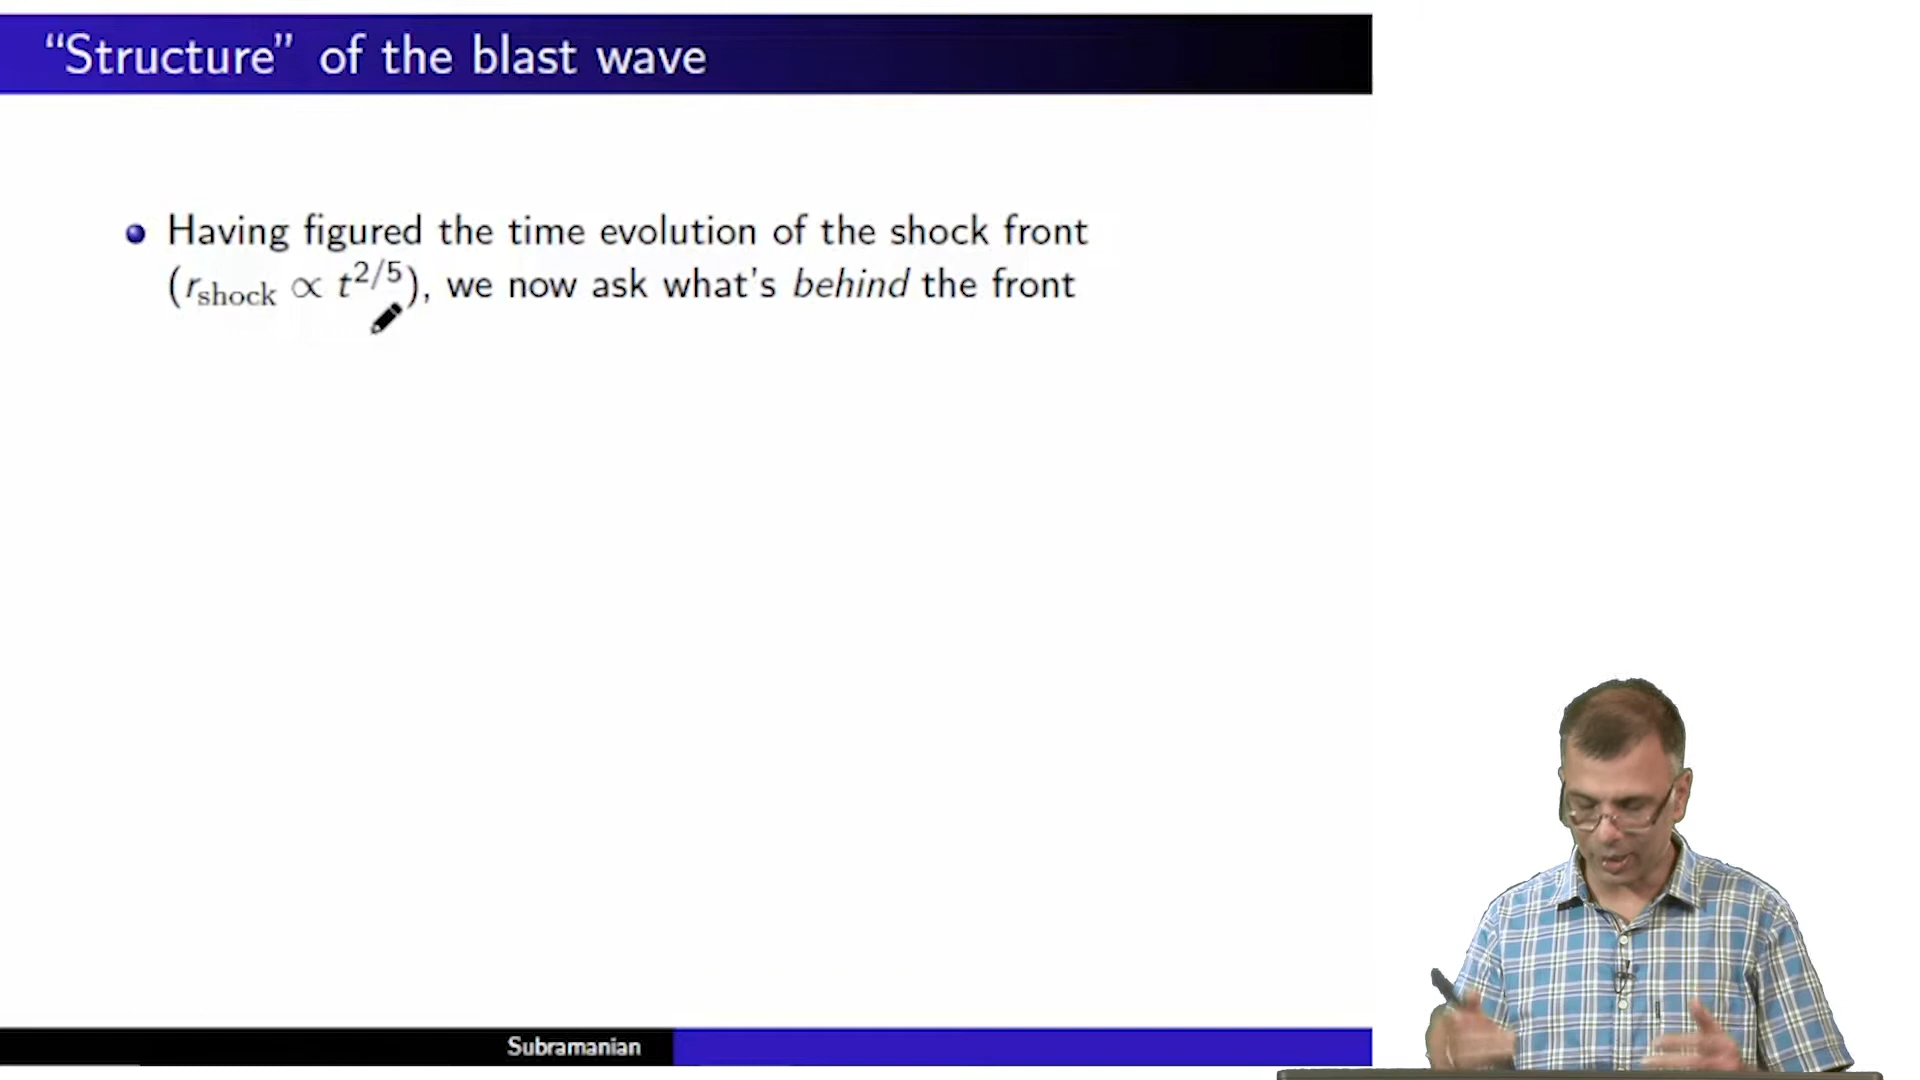 “Structure” of the blast wave
Having figured the time evolution of the shock front
(r_shock ∝ t^2/5), we now ask what's behind the front
Subramanian